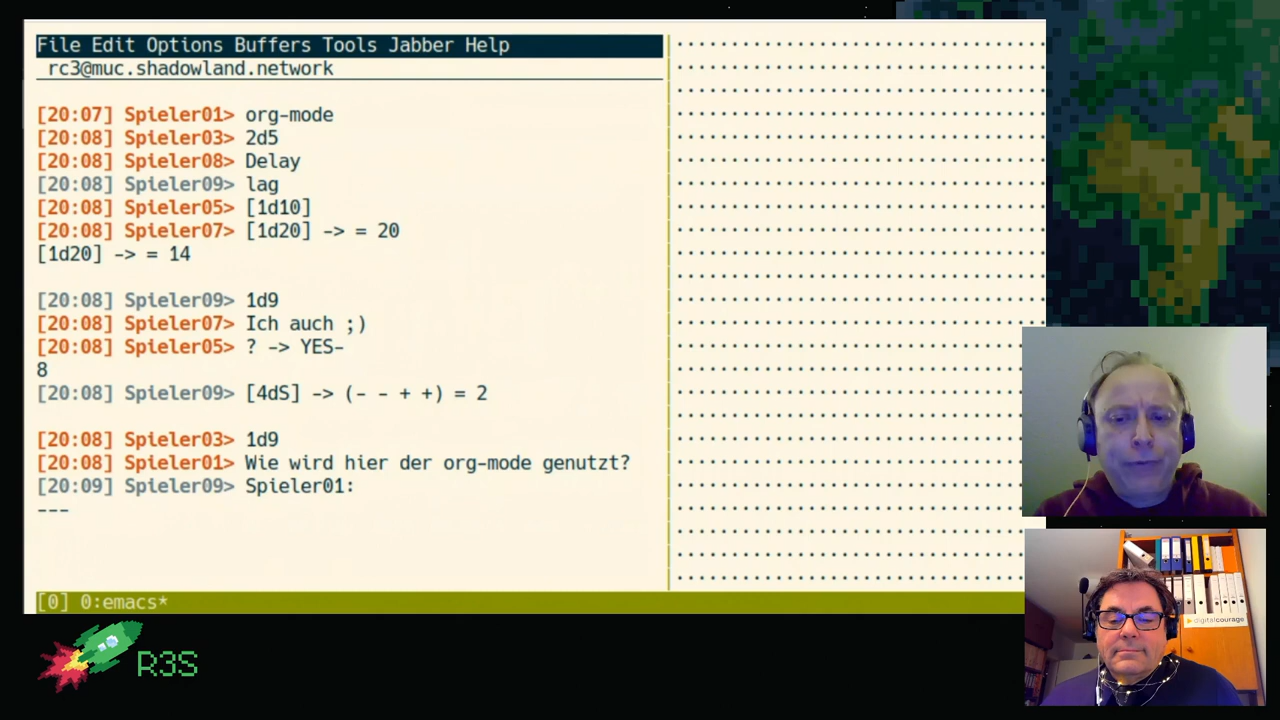 File Edit Options Buffers Tools Jabber Help
rc3@muc.shadowland.network
[20:07] Spieler01> org-mode
[20:08] Spieler03> 2d5
[20:08] Spieler08> Delay
[20:08] Spieler09> lag
[20:08] Spieler05> [1d10]
[20:08] Spieler07> [1d20] -> = 20
[1d20] -> = 14
[20:08] Spieler09> 1d9
[20:08] Spieler07> Ich auch ;)
[20:08] Spieler05> ? -> YES-
8
[20:08] Spieler09> [4dS] -> (- - + +) = 2
[20:08] Spieler03> 1d9
[20:08] Spieler01> Wie wird hier der org-mode genutzt?
[20:09] Spieler09> Spieler01:
---
[0] 0:emacs*
digitalcourage
R3S